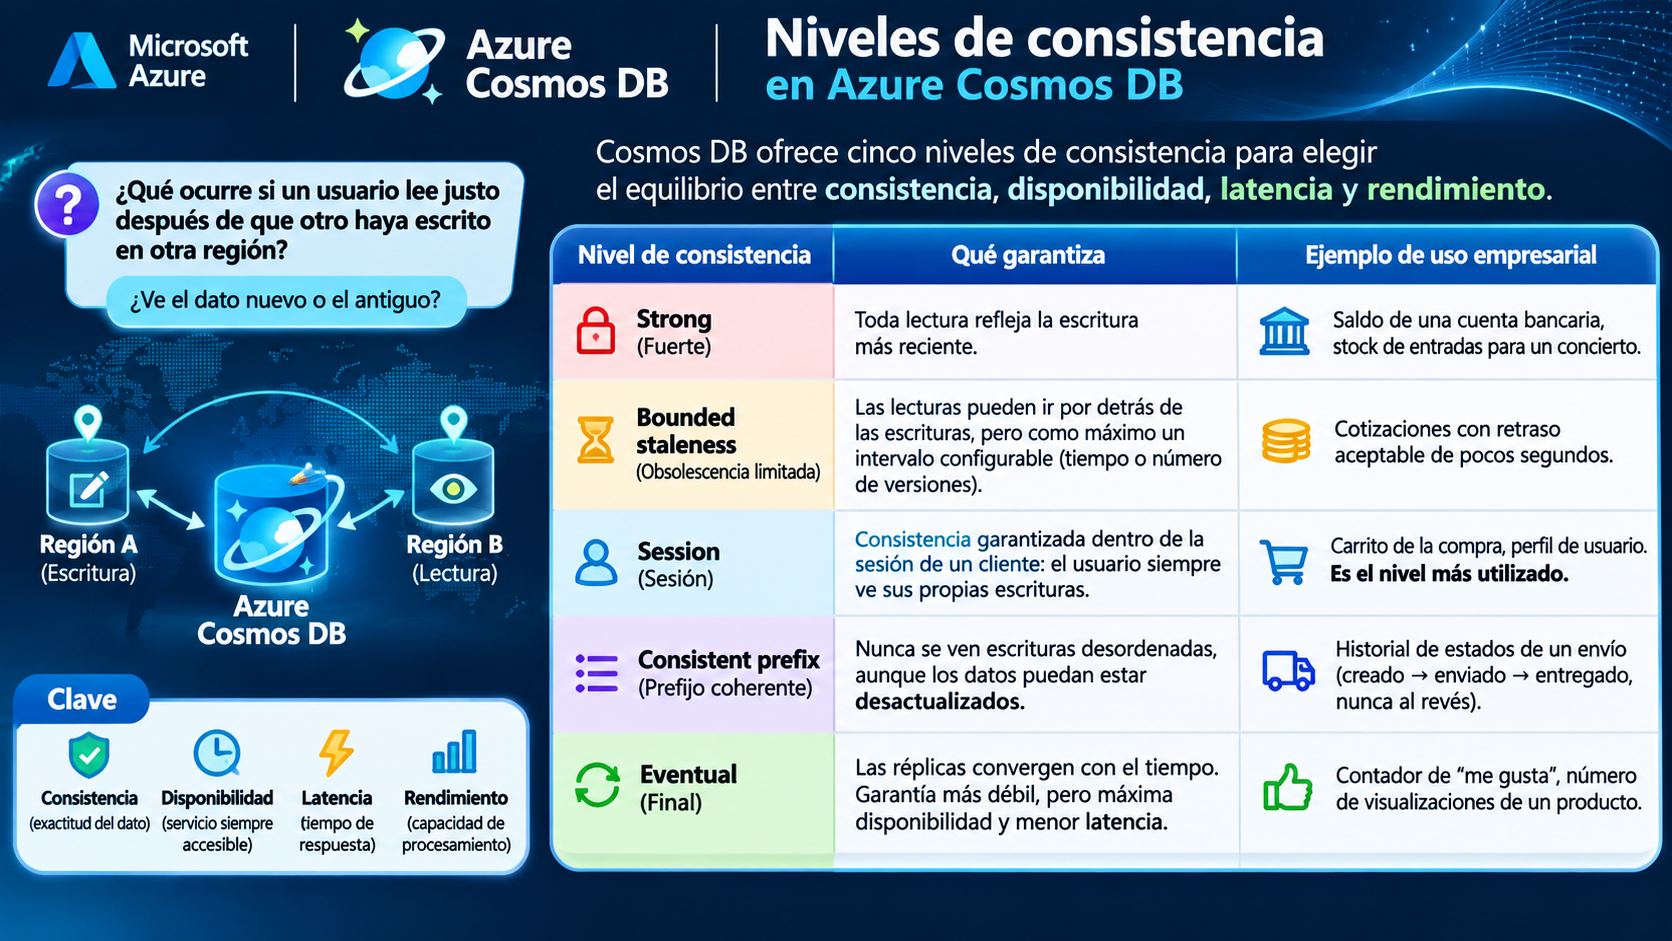 Microsoft
Azure
Azure
Cosmos DB
Niveles de consistencia
en Azure Cosmos DB
Cosmos DB ofrece cinco niveles de consistencia para elegir
el equilibrio entre consistencia, disponibilidad, latencia y rendimiento.
?
¿Qué ocurre si un usuario lee justo
después de que otro haya escrito
en otra región?
¿Ve el dato nuevo o el antiguo?
Región A
(Escritura)
Región B
(Lectura)
Azure
Cosmos DB
Clave
Consistencia
(exactitud del dato)
Disponibilidad
(servicio siempre
accesible)
Latencia
(tiempo de
respuesta)
Rendimiento
(capacidad de
procesamiento)
Nivel de consistencia
Qué garantiza
Ejemplo de uso empresarial
Strong
(Fuerte)
Toda lectura refleja la escritura
más reciente.
Saldo de una cuenta bancaria,
stock de entradas para un concierto.
Bounded
staleness
(Obsolescencia limitada)
Las lecturas pueden ir por detrás de
las escrituras, pero como máximo un
intervalo configurable (tiempo o número
de versiones).
Cotizaciones con retraso
aceptable de pocos segundos.
Session
(Sesión)
Consistencia garantizada dentro de la
sesión de un cliente: el usuario siempre
ve sus propias escrituras.
Carrito de la compra, perfil de usuario.
Es el nivel más utilizado.
Consistent prefix
(Prefijo coherente)
Nunca se ven escrituras desordenadas,
aunque los datos puedan estar
desactualizados.
Historial de estados de un envío
(creado → enviado → entregado,
nunca al revés).
Eventual
(Final)
Las réplicas convergen con el tiempo.
Garantía más débil, pero máxima
disponibilidad y menor latencia.
Contador de “me gusta”, número
de visualizaciones de un producto.